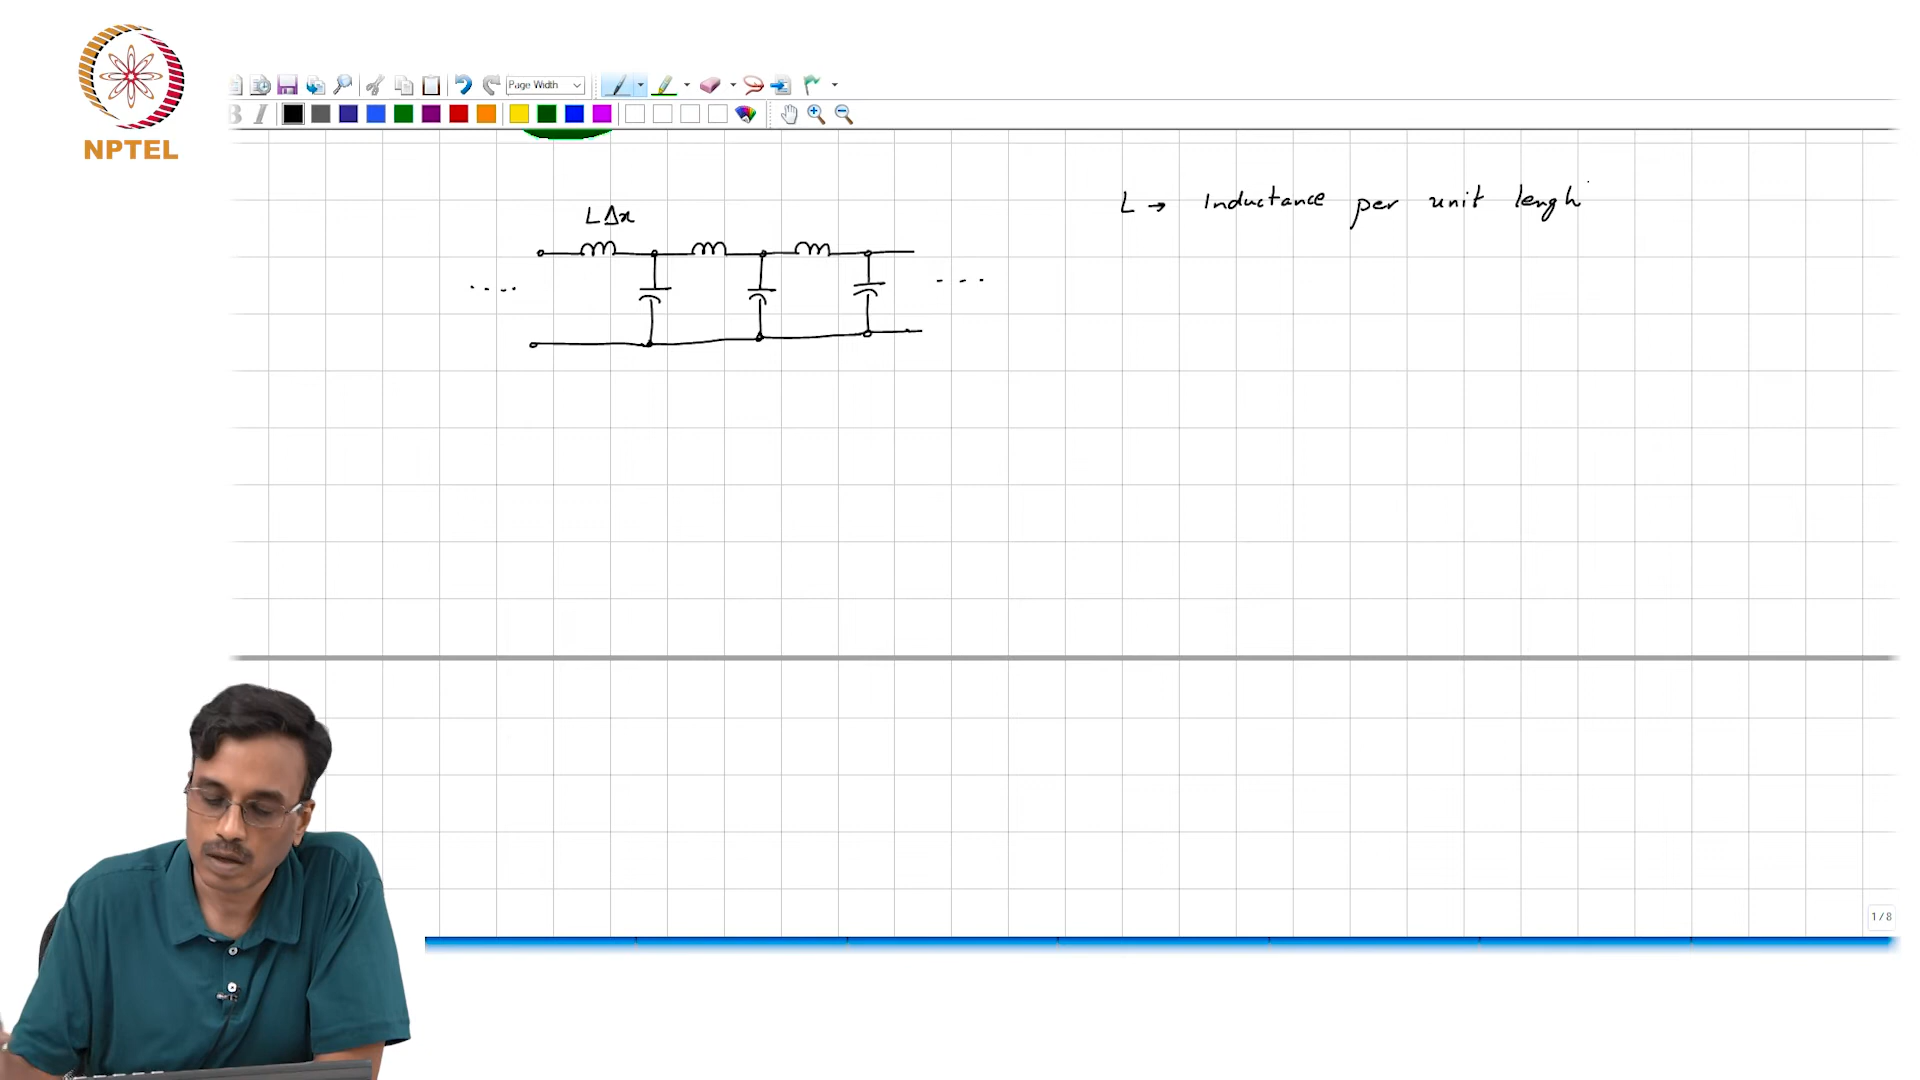 NPTEL
Page Width
B I
LΔx
L → Inductance per unit lengh
1 / 8